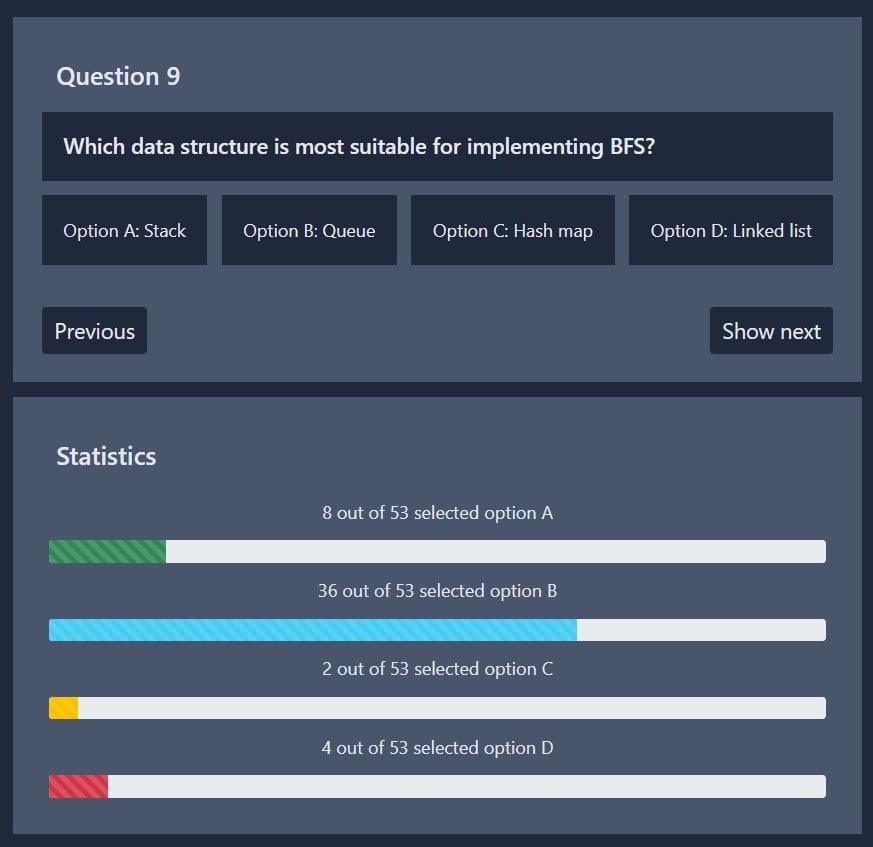 Question 9
Which data structure is most suitable for implementing BFS?
Option A: Stack
Option B: Queue
Option C: Hash map
Option D: Linked list
Previous
Show next
Statistics
8 out of 53 selected option A
36 out of 53 selected option B
2 out of 53 selected option C
4 out of 53 selected option D